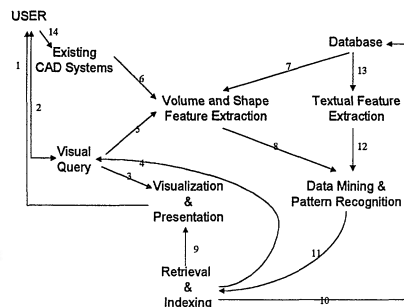 USER
14
Existing
CAD Systems
Database
1
6
7
13
2
Volume and Shape
Feature Extraction
Textual Feature
Extraction
5
Visual
Query
4
8
12
3
Visualization
&
Presentation
Data Mining &
Pattern Recognition
9
11
Retrieval
&
Indexing
10